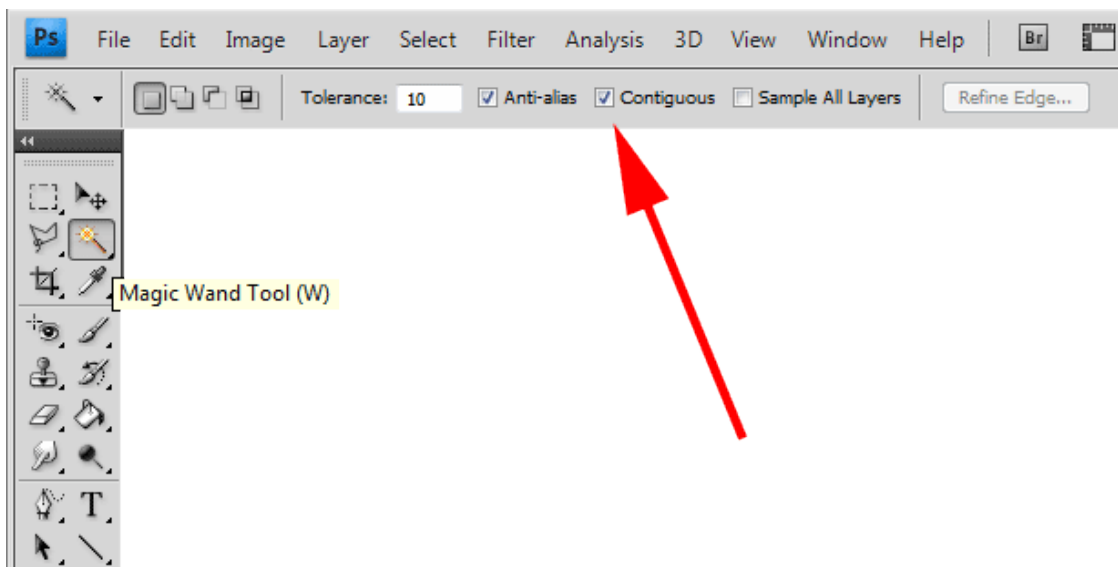 Ps File Edit Image Layer Select Filter Analysis 3D View Window Help Br
Tolerance: 10 Anti-alias Contiguous Sample All Layers Refine Edge...
Magic Wand Tool (W)
T